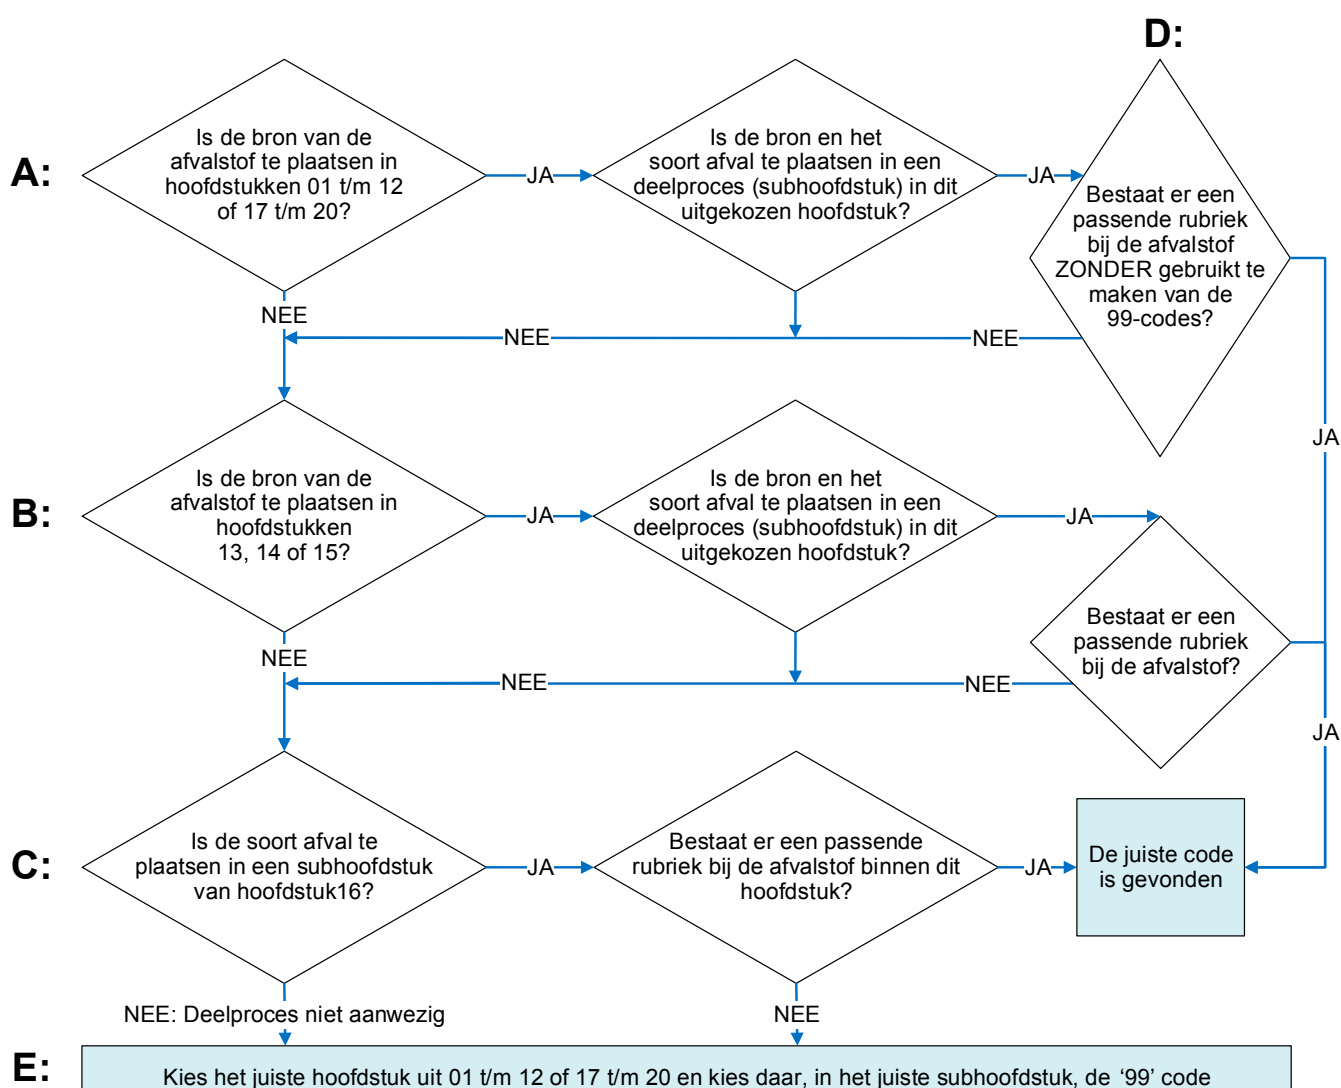 D:
A:
Is de bron van de
afvalstof te plaatsen in
hoofdstukken 01 t/m 12
of 17 t/m 20?
JA
Is de bron en het
soort afval te plaatsen in een
deelproces (subhoofdstuk) in dit
uitgekozen hoofdstuk?
JA
Bestaat er een
passende rubriek
bij de afvalstof
ZONDER gebruikt te
maken van de
99-codes?
NEE
NEE
NEE
JA
B:
Is de bron van de
afvalstof te plaatsen in
hoofdstukken
13, 14 of 15?
JA
Is de bron en het
soort afval te plaatsen in een
deelproces (subhoofdstuk) in dit
uitgekozen hoofdstuk?
JA
Bestaat er een
passende rubriek
bij de afvalstof?
NEE
NEE
NEE
JA
C:
Is de soort afval te
plaatsen in een subhoofdstuk
van hoofdstuk16?
JA
Bestaat er een passende
rubriek bij de afvalstof binnen dit
hoofdstuk?
JA
De juiste code
is gevonden
NEE: Deelproces niet aanwezig
NEE
E:
Kies het juiste hoofdstuk uit 01 t/m 12 of 17 t/m 20 en kies daar, in het juiste subhoofdstuk, de ‘99’ code